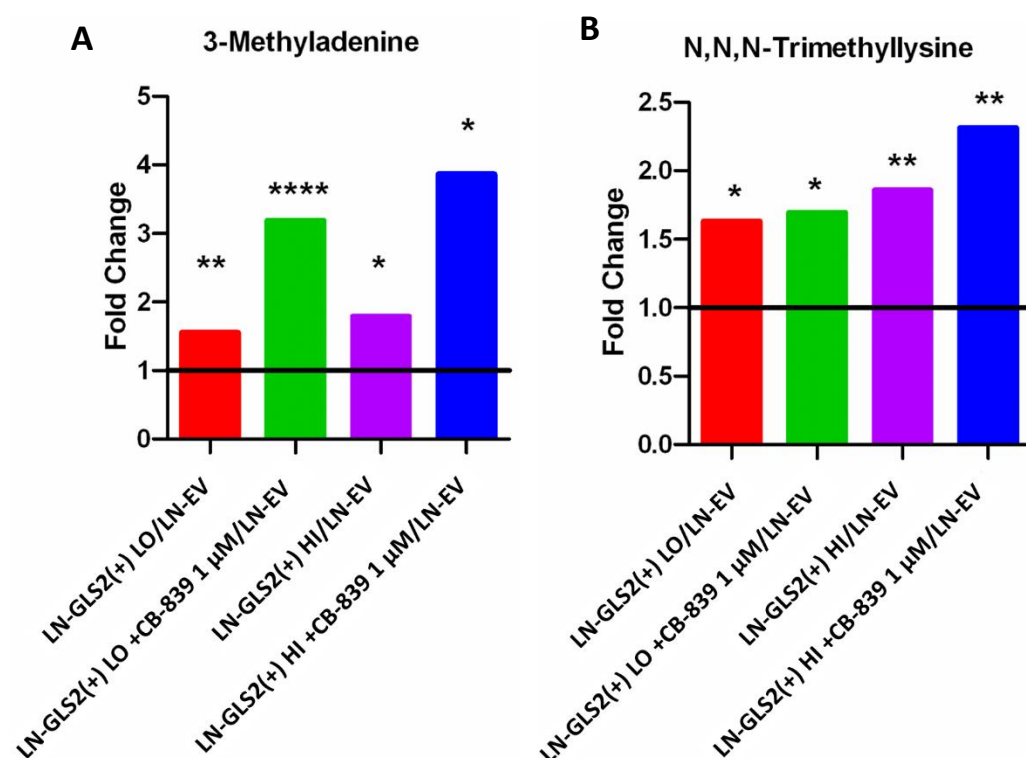 A
3-Methyladenine
Fold Change
5
4
3
2
1
0
**
****
*
*
LN-GLS2(+) LO/LN-EV
LN-GLS2(+) LO +CB-839 1 µM/LN-EV
LN-GLS2(+) HI/LN-EV
LN-GLS2(+) HI +CB-839 1 µM/LN-EV
B
N,N,N-Trimethyllysine
Fold Change
2.5
2.0
1.5
1.0
0.5
0.0
*
*
**
**
LN-GLS2(+) LO/LN-EV
LN-GLS2(+) LO +CB-839 1 µM/LN-EV
LN-GLS2(+) HI/LN-EV
LN-GLS2(+) HI +CB-839 1 µM/LN-EV